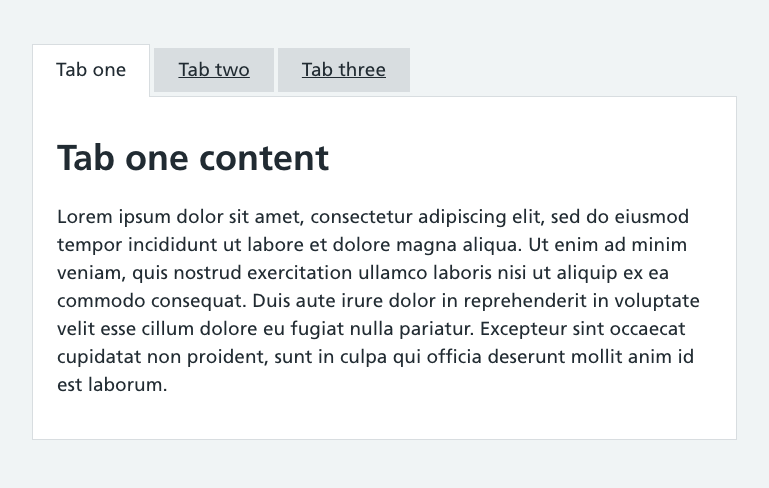 Tab one
Tab two
Tab three
Tab one content
Lorem ipsum dolor sit amet, consectetur adipiscing elit, sed do eiusmod
tempor incididunt ut labore et dolore magna aliqua. Ut enim ad minim
veniam, quis nostrud exercitation ullamco laboris nisi ut aliquip ex ea
commodo consequat. Duis aute irure dolor in reprehenderit in voluptate
velit esse cillum dolore eu fugiat nulla pariatur. Excepteur sint occaecat
cupidatat non proident, sunt in culpa qui officia deserunt mollit anim id
est laborum.